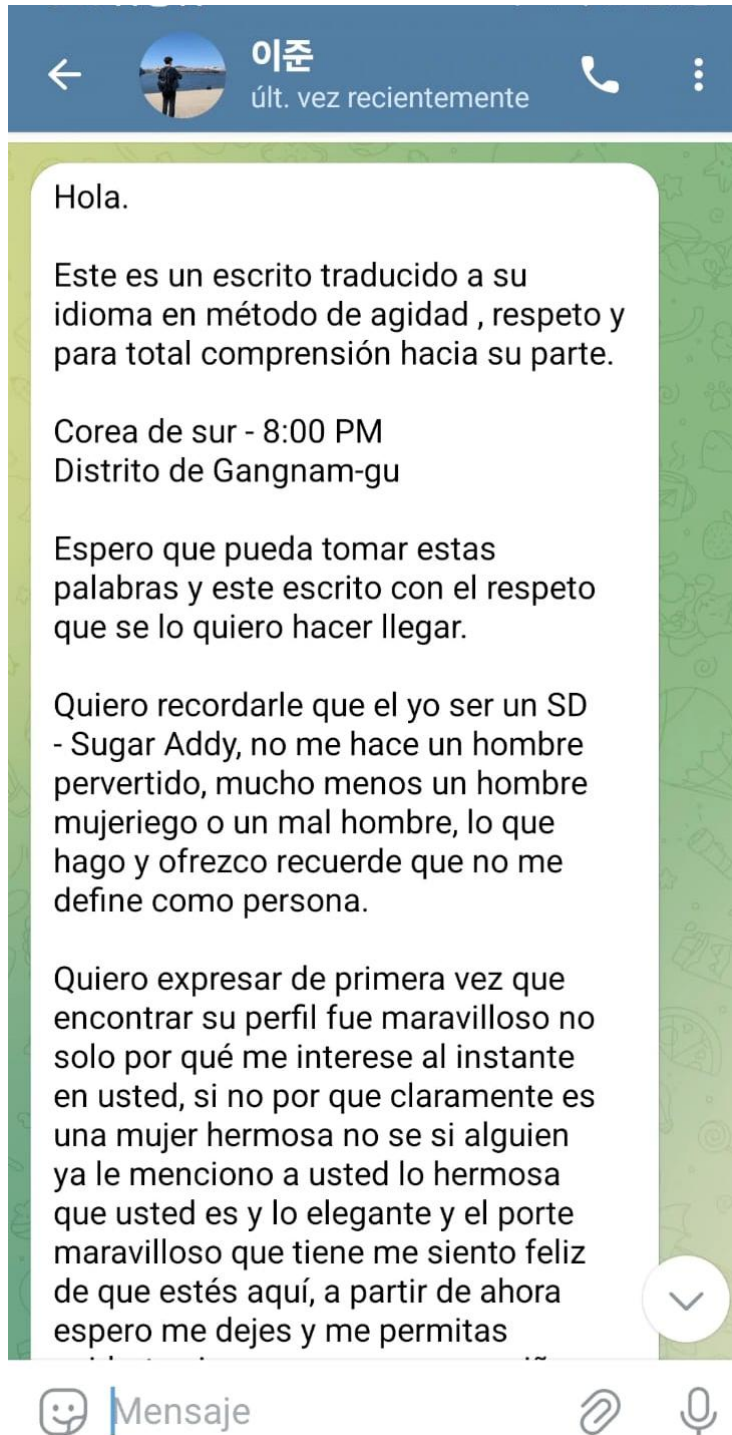 이준
últ. vez recientemente
Hola.
Este es un escrito traducido a su
idioma en método de agidad , respeto y
para total comprensión hacia su parte.
Corea de sur - 8:00 PM
Distrito de Gangnam-gu
Espero que pueda tomar estas
palabras y este escrito con el respeto
que se lo quiero hacer llegar.
Quiero recordarle que el yo ser un SD
- Sugar Addy, no me hace un hombre
pervertido, mucho menos un hombre
mujeriego o un mal hombre, lo que
hago y ofrezco recuerde que no me
define como persona.
Quiero expresar de primera vez que
encontrar su perfil fue maravilloso no
solo por qué me interese al instante
en usted, si no por que claramente es
una mujer hermosa no se si alguien
ya le menciono a usted lo hermosa
que usted es y lo elegante y el porte
maravilloso que tiene me siento feliz
de que estés aquí, a partir de ahora
espero me dejes y me permitas
Mensaje